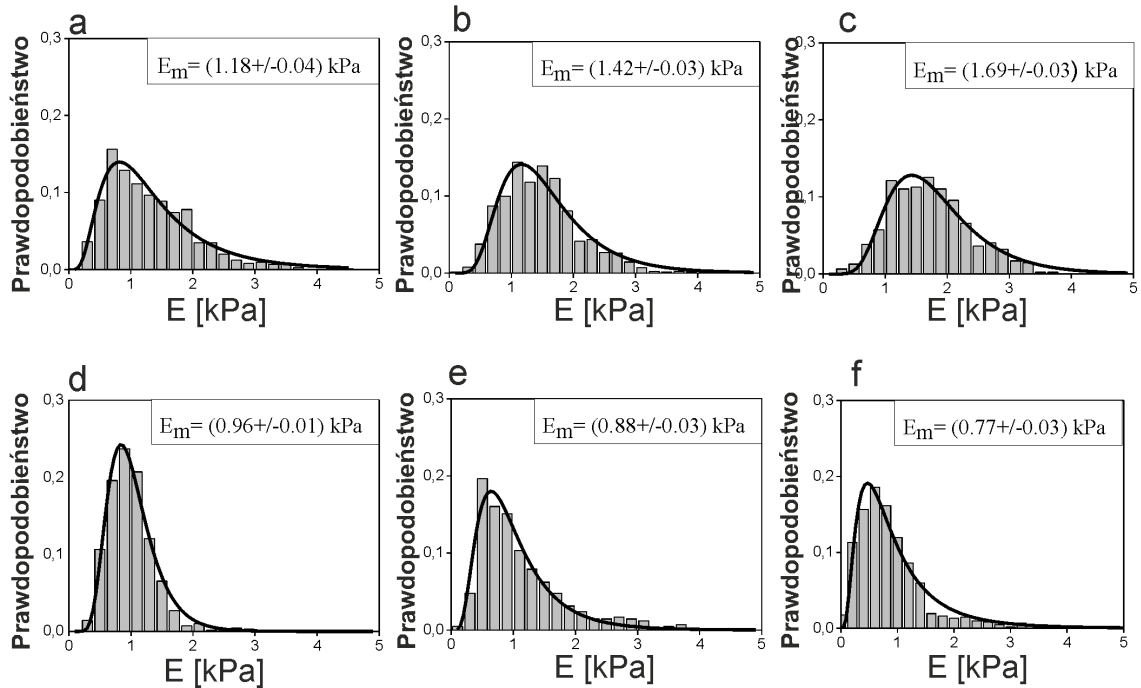 a
Prawdopodobieństwo
0,3
0,2
0,1
0,0
Em= (1.18+/-0.04) kPa
0 1 2 3 4 5
E [kPa]
b
Prawdopodobieństwo
0,3
0,2
0,1
0,0
Em= (1.42+/-0.03) kPa
0 1 2 3 4 5
E [kPa]
c
Prawdopodobieństwo
0,3
0,2
0,1
0,0
Em= (1.69+/-0.03) kPa
0 1 2 3 4 5
E [kPa]
d
Prawdopodobieństwo
0,3
0,2
0,1
0,0
Em= (0.96+/-0.01) kPa
0 1 2 3 4 5
E [kPa]
e
Prawdopodobieństwo
0,3
0,2
0,1
0,0
Em= (0.88+/-0.03) kPa
0 1 2 3 4 5
E [kPa]
f
Prawdopodobieństwo
0,3
0,2
0,1
0,0
Em= (0.77+/-0.03) kPa
0 1 2 3 4 5
E [kPa]